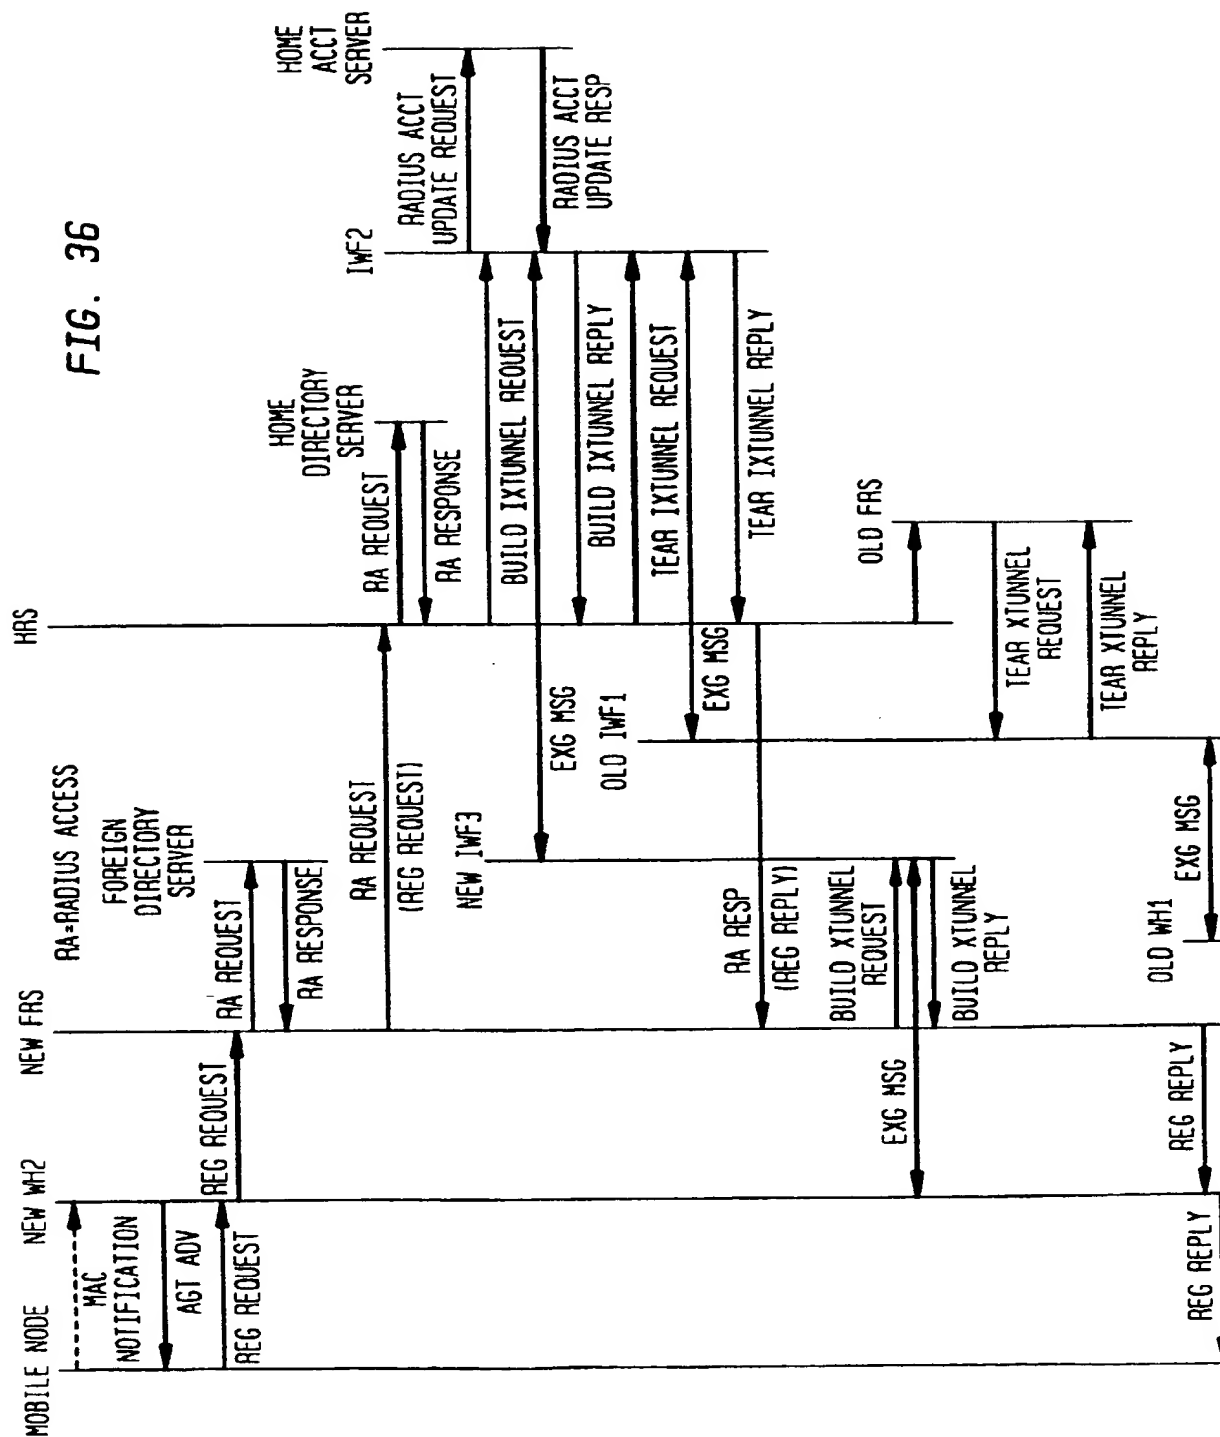 FIG. 36
RA=RADIUS ACCESS
MOBILE NODE
NEW WH2
NEW FRS
FOREIGN
DIRECTORY
SERVER
HRS
HOME
DIRECTORY
SERVER
IWF2
HOME
ACCT
SERVER
MAC
NOTIFICATION
AGT ADV
REG REQUEST
REG REQUEST
RA REQUEST
RA RESPONSE
RA REQUEST
(REG REQUEST)
RA REQUEST
RA RESPONSE
RADIUS ACCT
UPDATE REQUEST
RADIUS ACCT
UPDATE RESP
BUILD IXTUNNEL REQUEST
NEW IWF3
EXG MSG
BUILD IXTUNNEL REPLY
OLD IWF1
TEAR IXTUNNEL REQUEST
EXG MSG
TEAR IXTUNNEL REPLY
RA RESP
(REG REPLY)
BUILD XTUNNEL
REQUEST
EXG MSG
BUILD XTUNNEL
REPLY
OLD FRS
TEAR XTUNNEL
REQUEST
TEAR XTUNNEL
REPLY
OLD WH1
EXG MSG
REG REPLY
REG REPLY